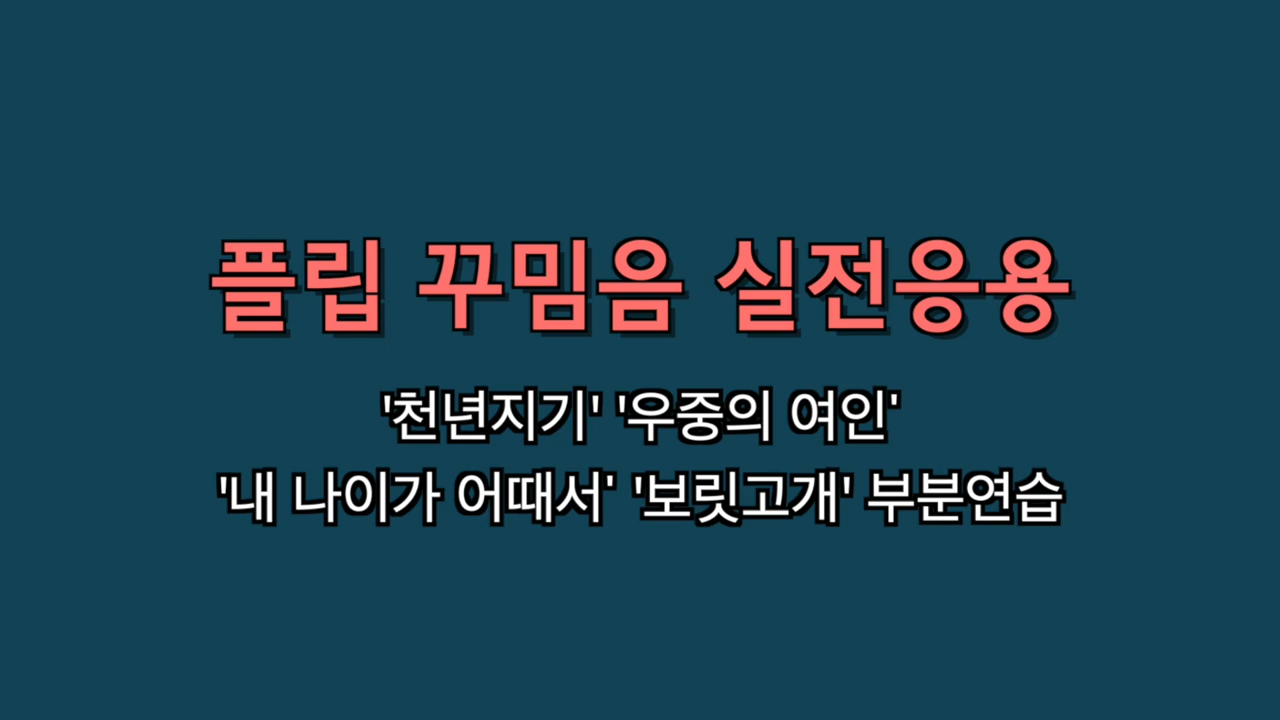 플립 꾸밈음 실전응용
'천년지기' '우중의 여인'
'내 나이가 어때서' '보릿고개' 부분연습